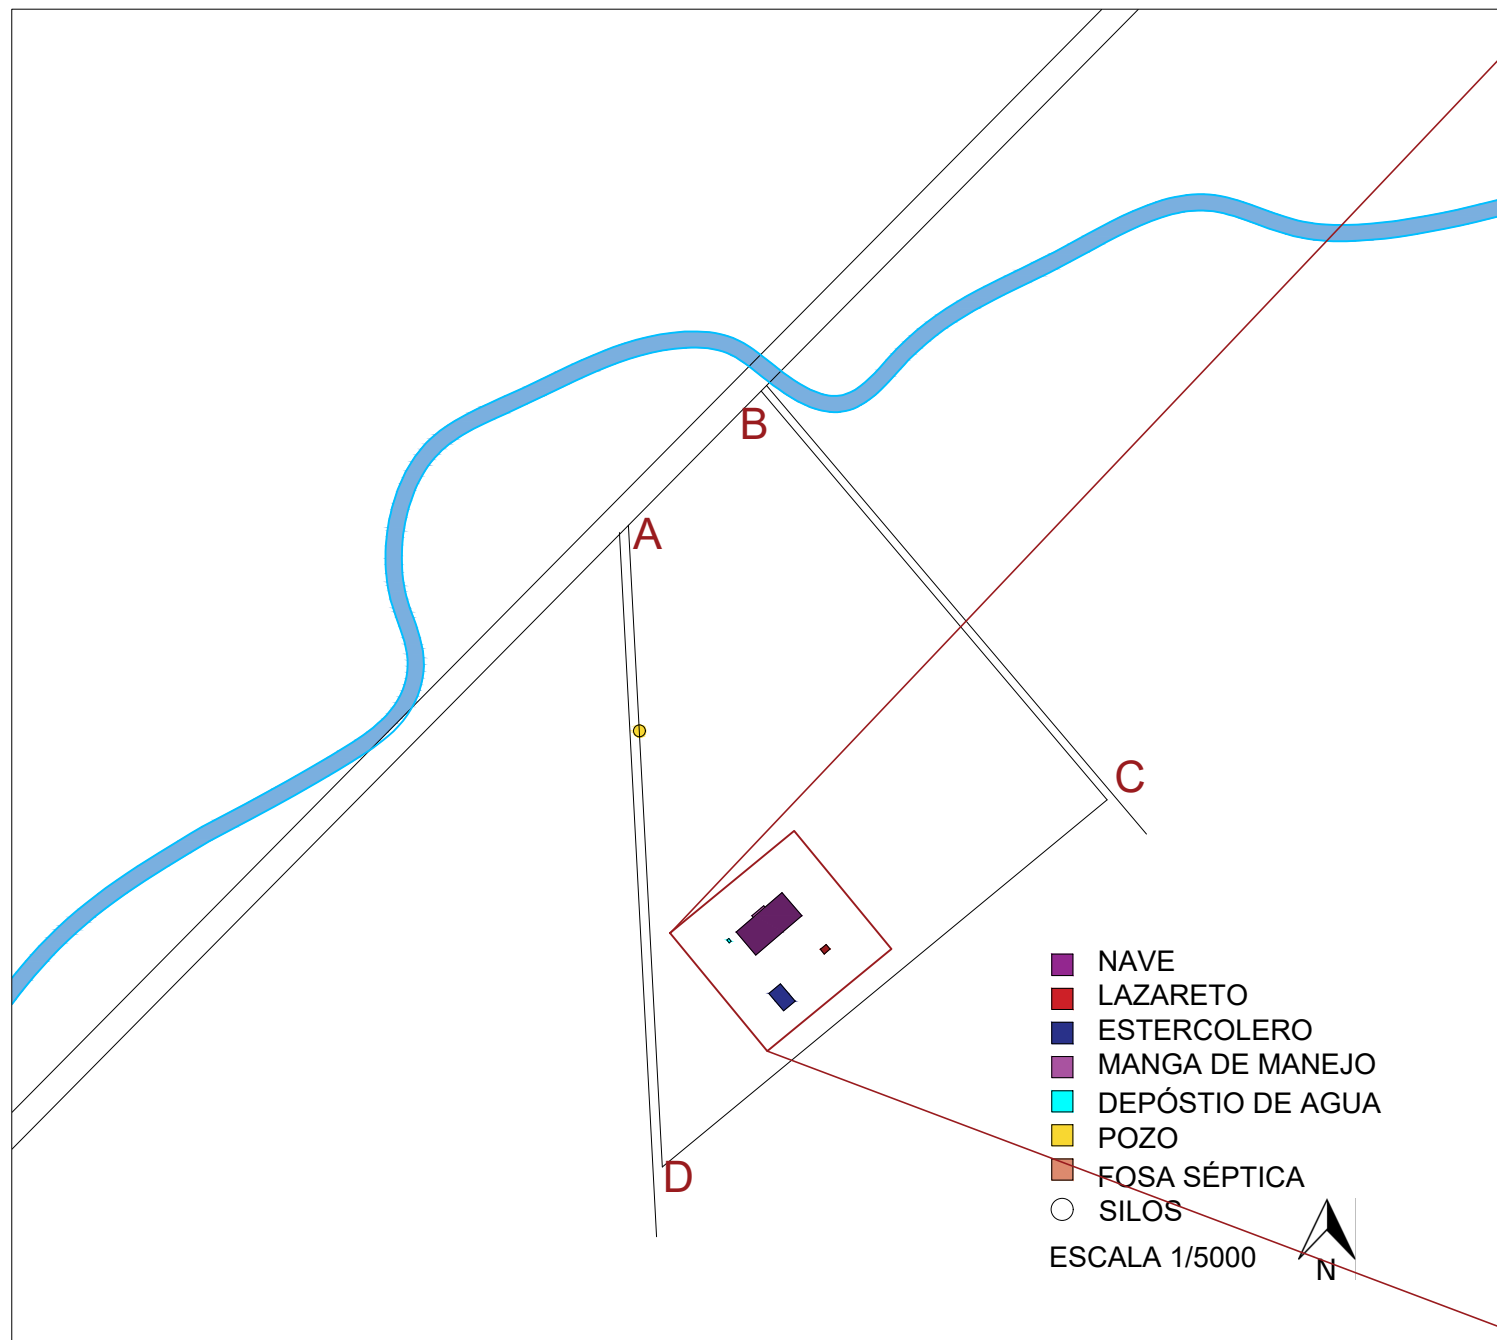 B
A
C
NAVE
LAZARETO
ESTERCOLERO
MANGA DE MANEJO
DEPÓSTIO DE AGUA
POZO
D
FOSA SÉPTICA
SILOS
ESCALA 1/5000
N